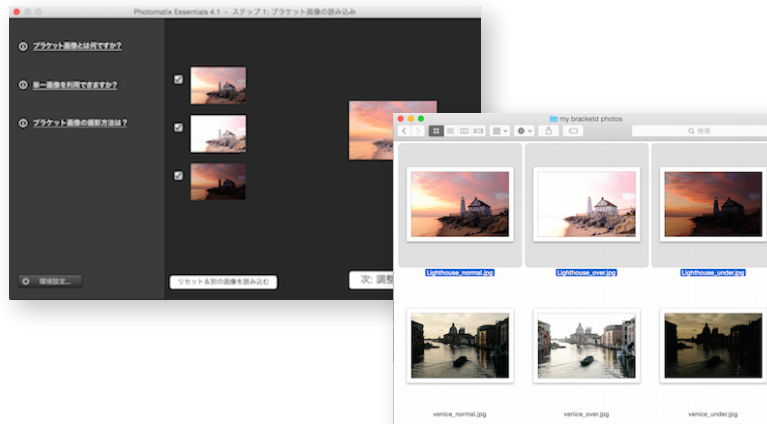 Photomatix Essentials 4.1 - ステップ 1: ブラケット画像の読み込み
ブラケット画像とは何ですか?
単一画像を利用できますか?
ブラケット画像の撮影方法は?
環境設定...
リセット&別の画像を読み込む
次: 調整
my bracketd photos
検索
Lighthouse_normal.jpg
Lighthouse_over.jpg
Lighthouse_under.jpg
venice_normal.jpg
venice_over.jpg
venice_under.jpg